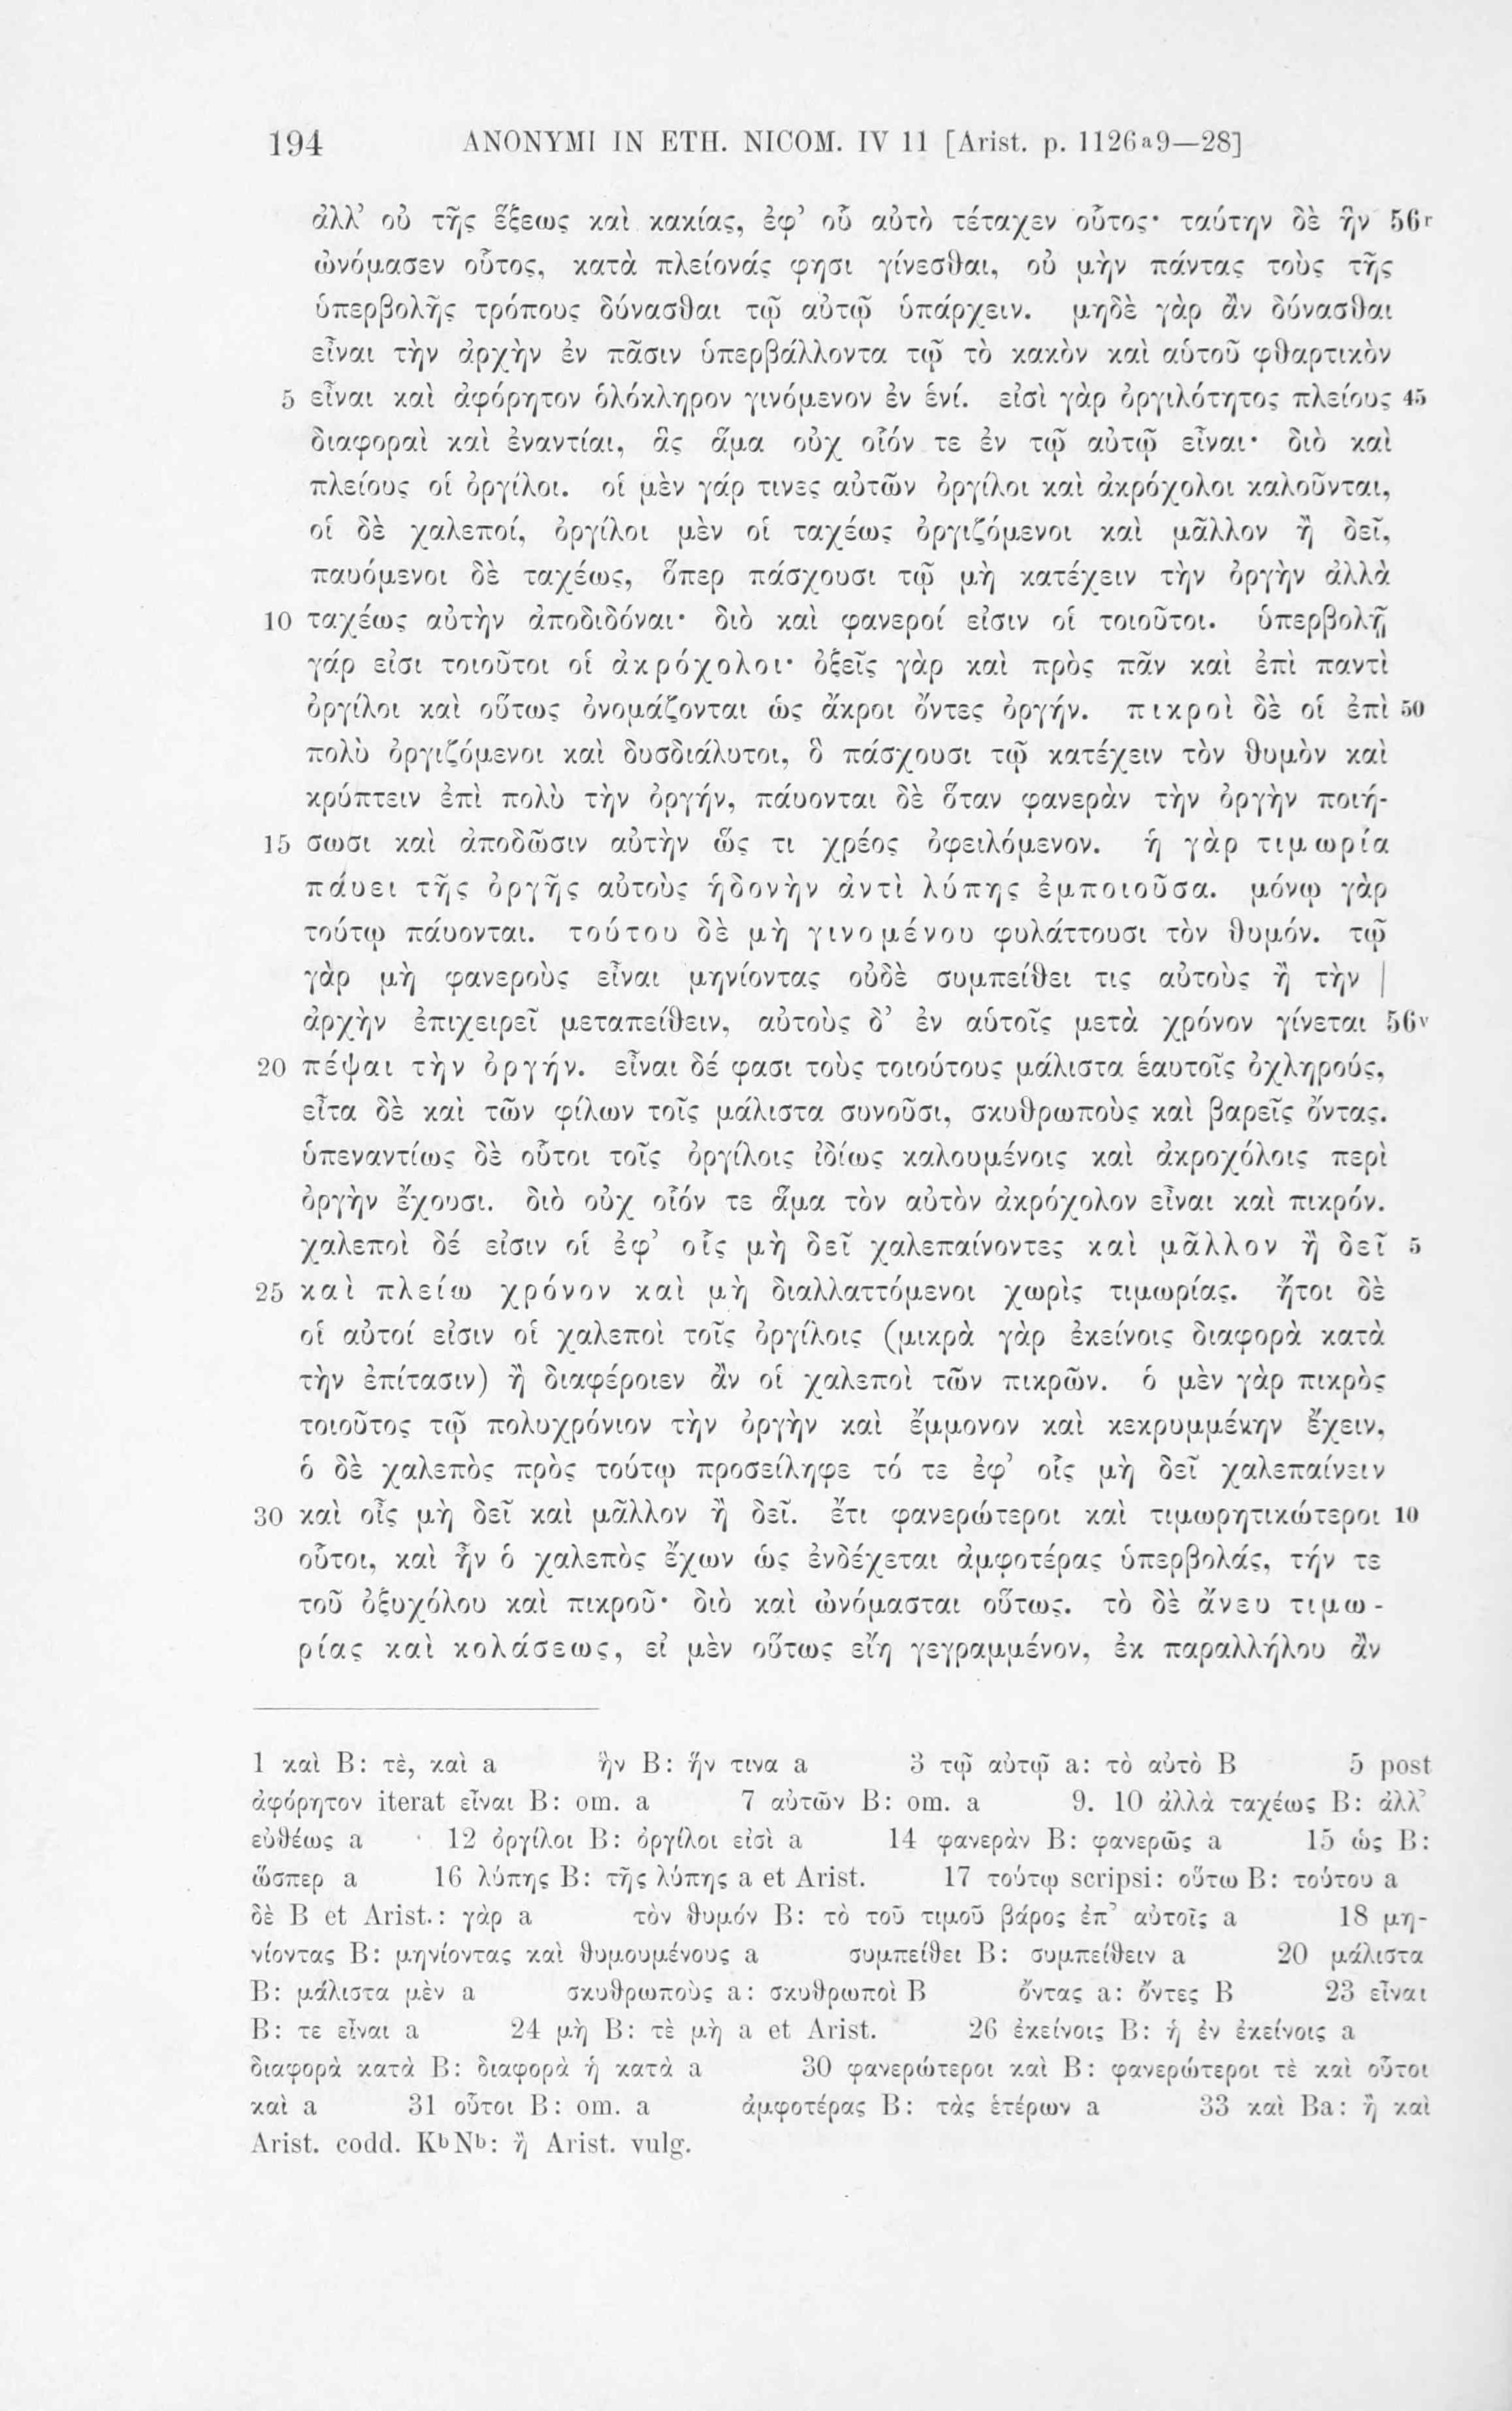 194 ANONYMI IN ETH. NICOM. IV 11 [Arist. p. 1126a9—28]
ἀλλ’ οὐ τῆς ἕξεως καὶ κακίας, ἐφ’ οὗ αὐτὸ τέταχεν οὗτος· ταύτην δὲ ἣν 56r
ὠνόμασεν οὗτος, κατὰ πλείονάς φησι γίνεσθαι, οὐ μὴν πάντας τοὺς τῆς
ὑπερβολῆς τρόπους δύνασθαι τῷ αὐτῷ ὑπάρχειν. μηδὲ γὰρ ἂν δύνασθαι
εἶναι τὴν ἀρχὴν ἐν πᾶσιν ὑπερβάλλοντα τῷ τὸ κακὸν καὶ αὑτοῦ φθαρτικὸν
5 εἶναι καὶ ἀφόρητον ὁλόκληρον γινόμενον ἐν ἑνί. εἰσὶ γὰρ ὀργιλότητος πλείους 45
διαφοραὶ καὶ ἐναντίαι, ἃς ἅμα οὐχ οἷόν τε ἐν τῷ αὐτῷ εἶναι· διὸ καὶ
πλείους οἱ ὀργίλοι. οἱ μὲν γάρ τινες αὐτῶν ὀργίλοι καὶ ἀκρόχολοι καλοῦνται,
οἱ δὲ χαλεποί, ὀργίλοι μὲν οἱ ταχέως ὀργιζόμενοι καὶ μᾶλλον ἢ δεῖ,
παυόμενοι δὲ ταχέως, ὅπερ πάσχουσι τῷ μὴ κατέχειν τὴν ὀργὴν ἀλλὰ
10 ταχέως αὐτὴν ἀποδιδόναι· διὸ καὶ φανεροί εἰσιν οἱ τοιοῦτοι. ὑπερβολῇ
γάρ εἰσι τοιοῦτοι οἱ ἀκρόχολοι· ὀξεῖς γὰρ καὶ πρὸς πᾶν καὶ ἐπὶ παντὶ
ὀργίλοι καὶ οὕτως ὀνομάζονται ὡς ἄκροι ὄντες ὀργήν. πικροὶ δὲ οἱ ἐπὶ 50
πολὺ ὀργιζόμενοι καὶ δυσδιάλυτοι, ὃ πάσχουσι τῷ κατέχειν τὸν θυμὸν καὶ
κρύπτειν ἐπὶ πολὺ τὴν ὀργήν, πάυονται δὲ ὅταν φανερὰν τὴν ὀργὴν ποιή-
15 σωσι καὶ ἀποδῶσιν αὐτὴν ὥς τι χρέος ὀφειλόμενον. ἡ γὰρ τιμωρία
πάυει τῆς ὀργῆς αὐτοὺς ἡδονὴν ἀντὶ λύπης ἐμποιοῦσα. μόνῳ γὰρ
τούτῳ πάυονται. τούτου δὲ μὴ γινομένου φυλάττουσι τὸν θυμόν. τῷ
γὰρ μὴ φανεροὺς εἶναι μηνίοντας οὐδὲ συμπείθει τις αὐτοὺς ἢ τὴν |
ἀρχὴν ἐπιχειρεῖ μεταπείθειν, αὐτοὺς δ’ ἐν αὑτοῖς μετὰ χρόνον γίνεται 56v
20 πέψαι τὴν ὀργήν. εἶναι δέ φασι τοὺς τοιούτους μάλιστα ἑαυτοῖς ὀχληρούς,
εἶτα δὲ καὶ τῶν φίλων τοῖς μάλιστα συνοῦσι, σκυθρωποὺς καὶ βαρεῖς ὄντας.
ὑπεναντίως δὲ οὗτοι τοῖς ὀργίλοις ἰδίως καλουμένοις καὶ ἀκροχόλοις περὶ
ὀργὴν ἔχουσι. διὸ οὐχ οἷόν τε ἅμα τὸν αὐτὸν ἀκρόχολον εἶναι καὶ πικρόν.
χαλεποὶ δέ εἰσιν οἱ ἐφ’ οἷς μὴ δεῖ χαλεπαίνοντες καὶ μᾶλλον ἢ δεῖ 5
25 καὶ πλείω χρόνον καὶ μὴ διαλλαττόμενοι χωρὶς τιμωρίας. ἤτοι δὲ
οἱ αὐτοί εἰσιν οἱ χαλεποὶ τοῖς ὀργίλοις (μικρὰ γὰρ ἐκείνοις διαφορὰ κατὰ
τὴν ἐπίτασιν) ἢ διαφέροιεν ἂν οἱ χαλεποὶ τῶν πικρῶν. ὁ μὲν γὰρ πικρὸς
τοιοῦτος τῷ πολυχρόνιον τὴν ὀργὴν καὶ ἔμμονον καὶ κεκρυμμένην ἔχειν,
ὁ δὲ χαλεπὸς πρὸς τούτῳ προσείληφε τό τε ἐφ’ οἷς μὴ δεῖ χαλεπαίνειν
30 καὶ οἷς μὴ δεῖ καὶ μᾶλλον ἢ δεῖ. ἔτι φανερώτεροι καὶ τιμωρητικώτεροι 10
οὗτοι, καὶ ἦν ὁ χαλεπὸς ἔχων ὡς ἐνδέχεται ἀμφοτέρας ὑπερβολάς, τήν τε
τοῦ ὀξυχόλου καὶ πικροῦ· διὸ καὶ ὠνόμασται οὕτως. τὸ δὲ ἄνευ τιμω-
ρίας καὶ κολάσεως, εἰ μὲν οὕτως εἴη γεγραμμένον, ἐκ παραλλήλου ἂν
1 καὶ B: τὲ, καὶ a ἣν B: ἥν τινα a 3 τῷ αὐτῷ a: τὸ αὐτὸ B 5 post
ἀφόρητον iterat εἶναι B: om. a 7 αὐτῶν B: om. a 9. 10 ἀλλὰ ταχέως B: ἀλλ’
εὐθέως a 12 ὀργίλοι B: ὀργίλοι εἰσὶ a 14 φανερὰν B: φανερῶς a 15 ὡς B:
ὥσπερ a 16 λύπης B: τῆς λύπης a et Arist. 17 τούτῳ scripsi: οὕτω B: τούτου a
δὲ B et Arist.: γὰρ a τὸν θυμόν B: τὸ τοῦ τιμοῦ βάρος ἐπ’ αὐτοῖς a 18 μη-
νίοντας B: μηνίοντας καὶ θυμουμένους a συμπείθει B: συμπείθειν a 20 μάλιστα
B: μάλιστα μὲν a σκυθρωποὺς a: σκυθρωποὶ B ὄντας a: ὄντες B 23 εἶναι
B: τε εἶναι a 24 μὴ B: τὲ μὴ a et Arist. 26 ἐκείνοις B: ἡ ἐν ἐκείνοις a
διαφορὰ κατὰ B: διαφορὰ ἡ κατὰ a 30 φανερώτεροι καὶ B: φανερώτεροι τὲ καὶ οὗτοι
καὶ a 31 οὗτοι B: om. a ἀμφοτέρας B: τὰς ἑτέρων a 33 καὶ Ba: ἢ καὶ
Arist. codd. KbNb: ἢ Arist. vulg.